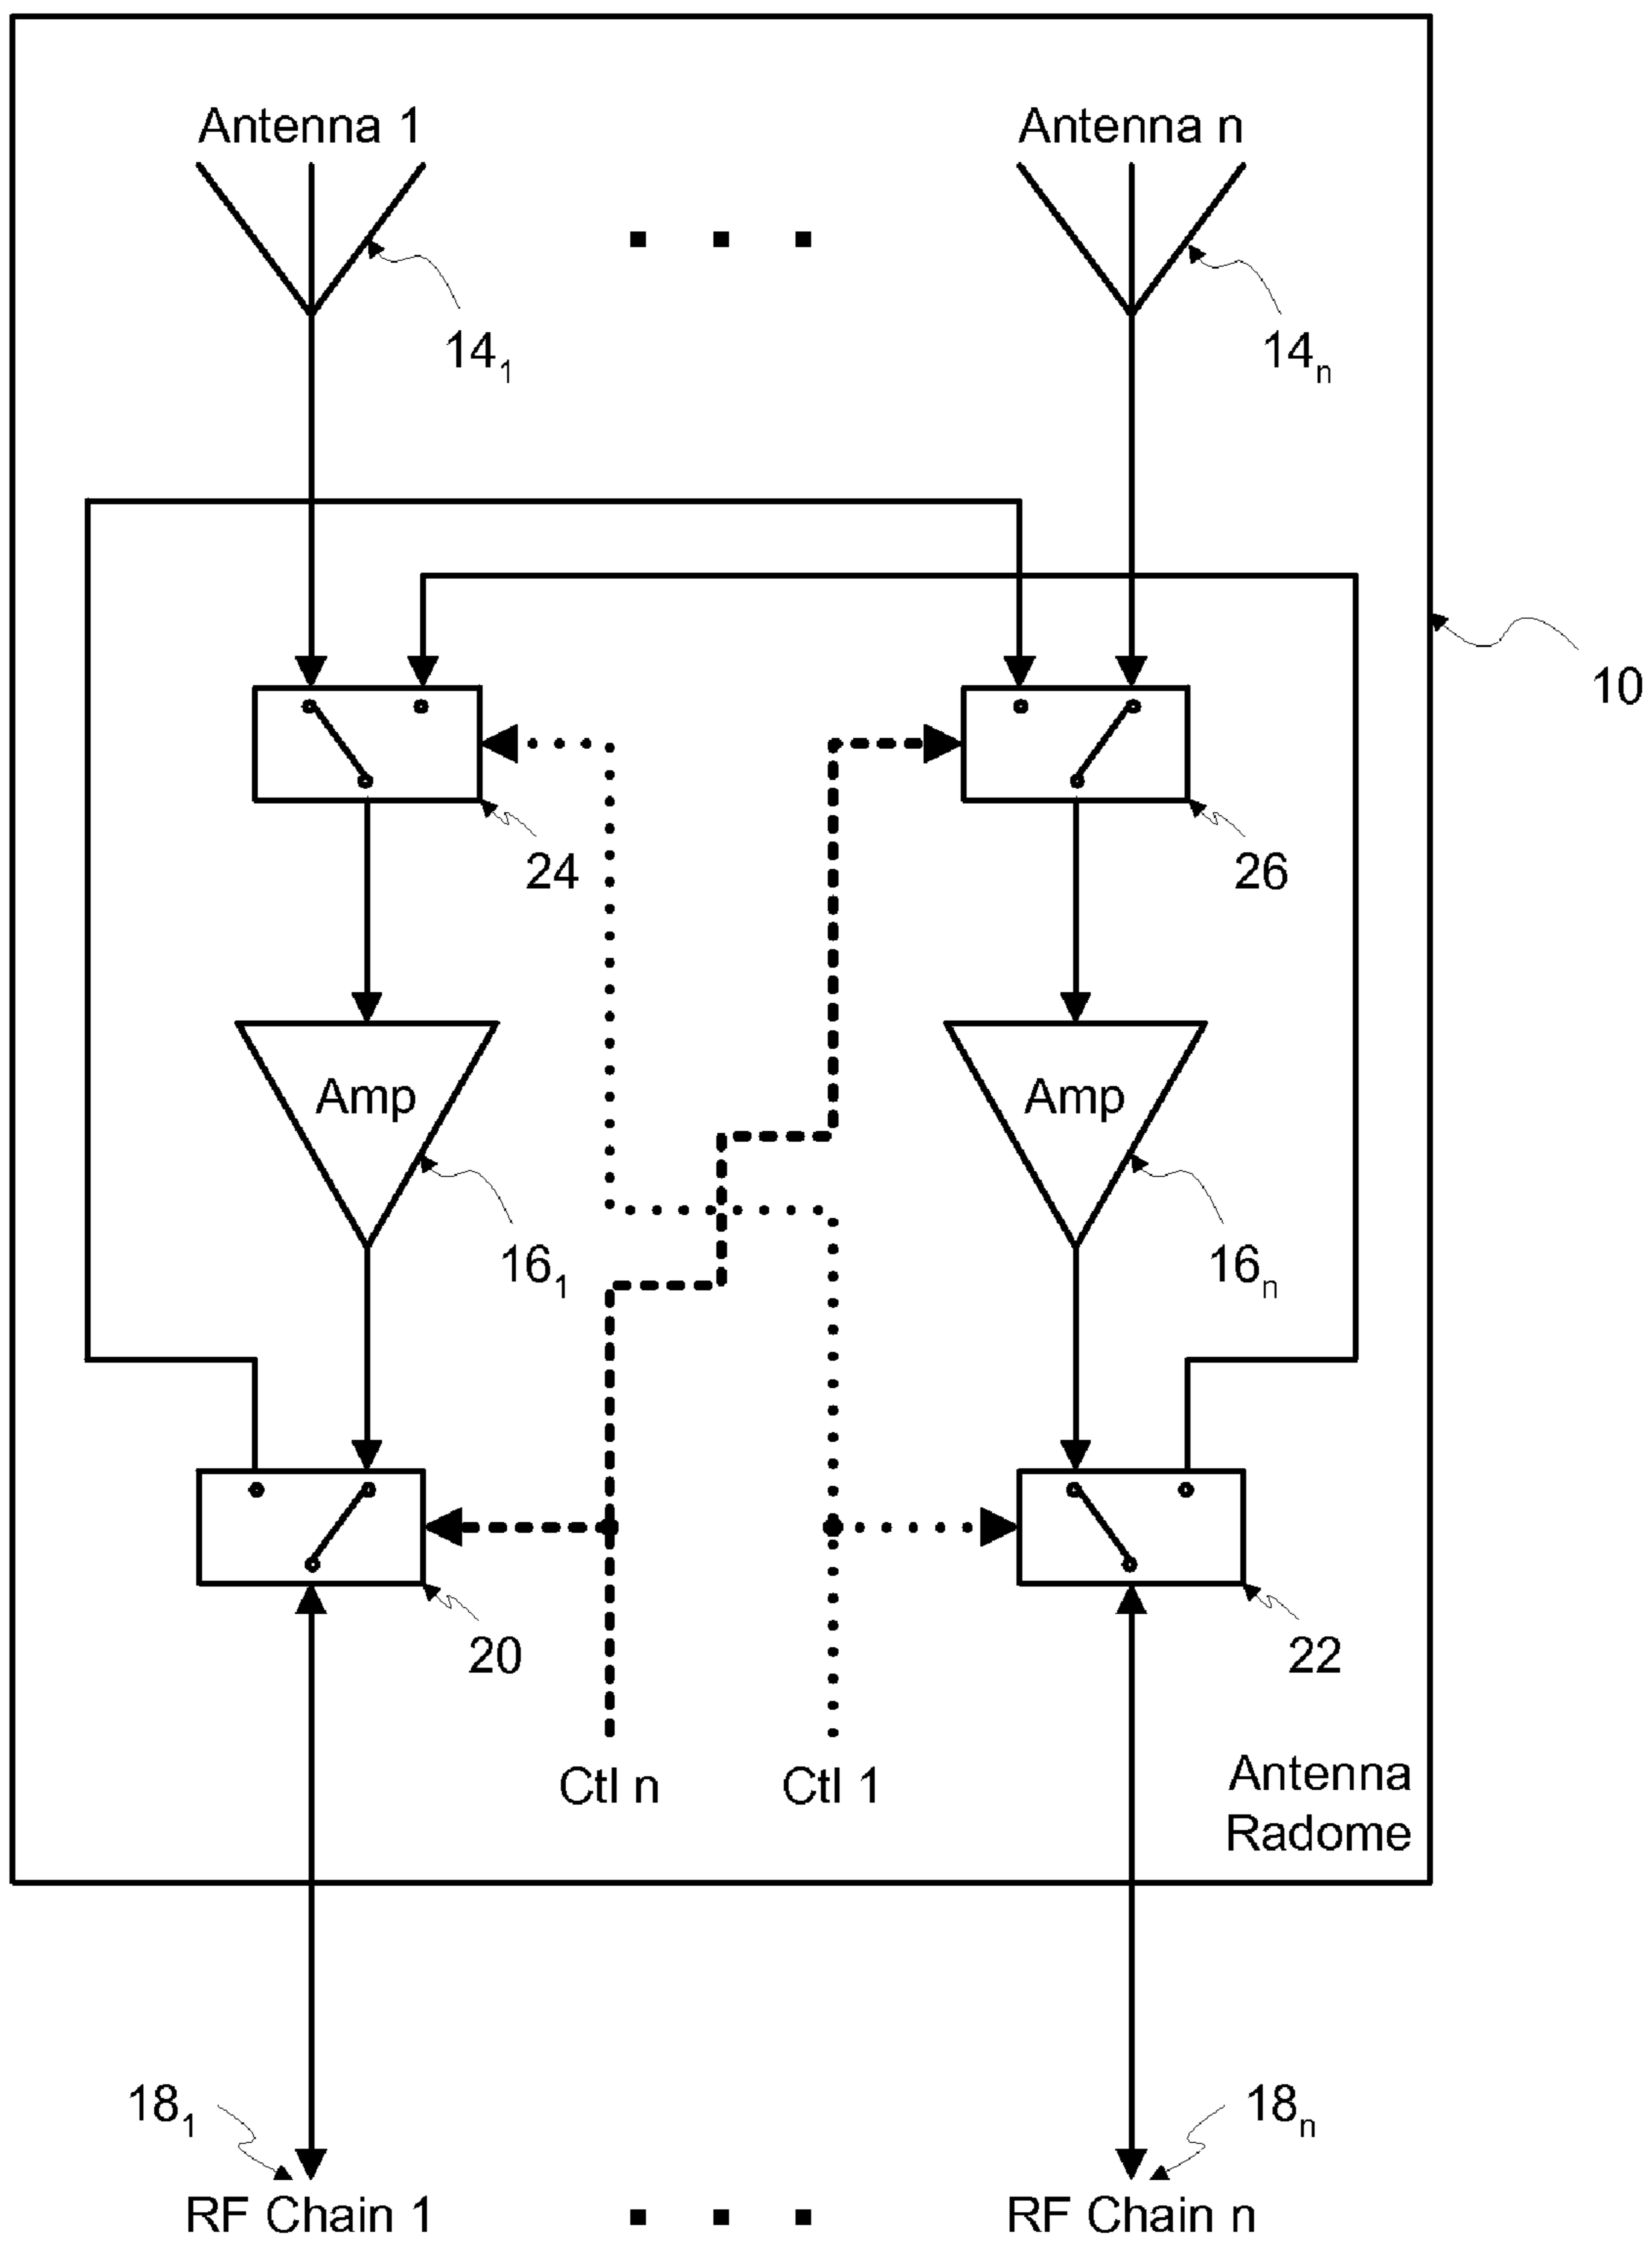 Antenna 1
Antenna n
14₁
14ₙ
10
24
26
Amp
Amp
16₁
16ₙ
20
22
Ctl n
Ctl 1
Antenna
Radome
18₁
18ₙ
RF Chain 1
RF Chain n